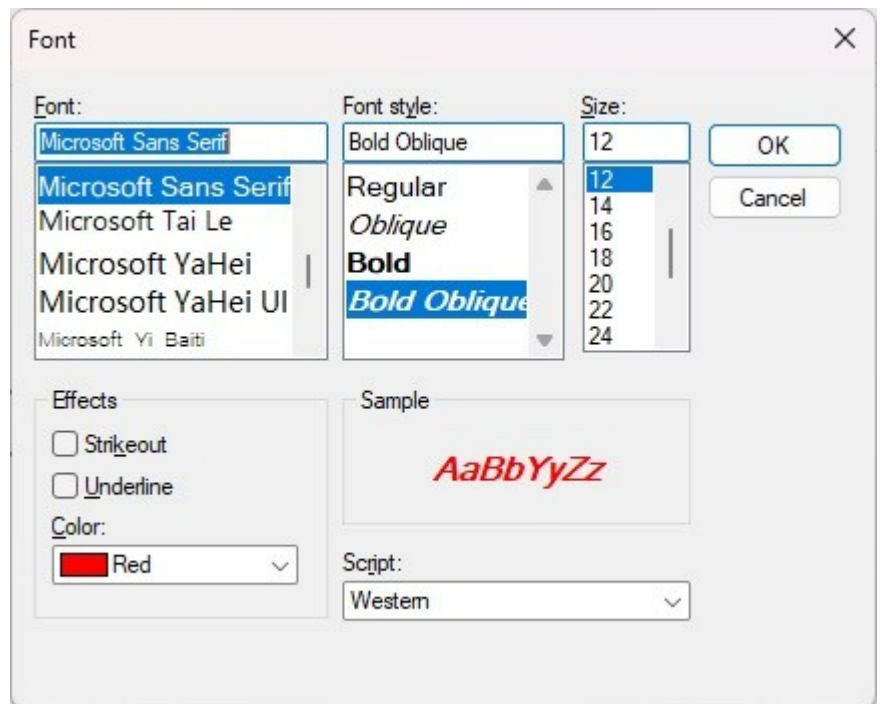 Font
Font:
Microsoft Sans Serif
Microsoft Sans Serif
Microsoft Tai Le
Microsoft YaHei
Microsoft YaHei UI
Microsoft Yi Baiti
Font style:
Bold Oblique
Regular
Oblique
Bold
Bold Oblique
Size:
12
12
14
16
18
20
22
24
OK
Cancel
Effects
Strikeout
Underline
Color:
Red
Sample
AaBbYyZz
Script:
Western